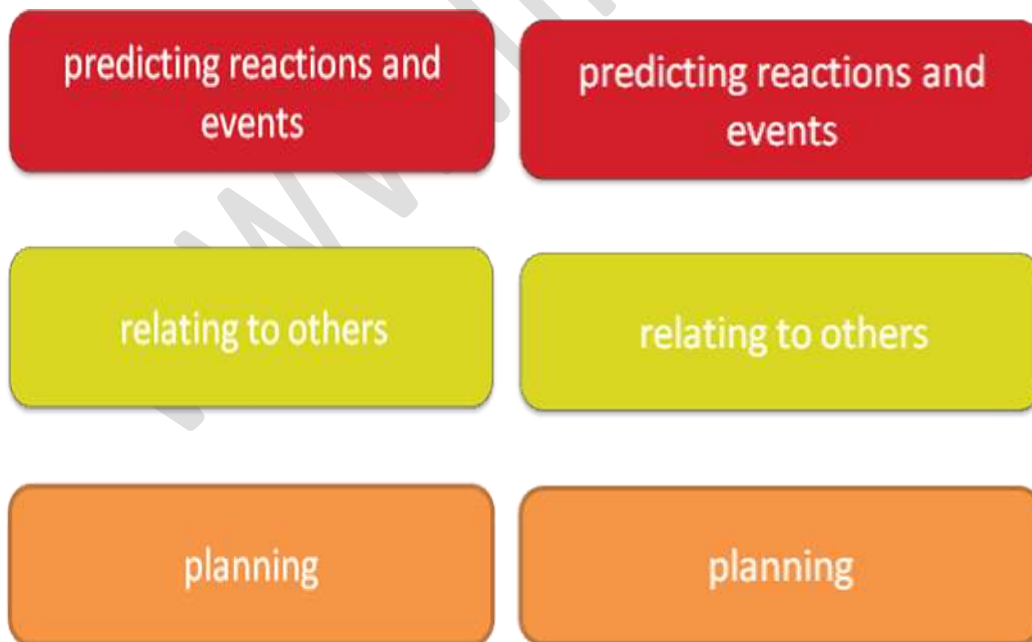 predicting reactions and
events
predicting reactions and
events
relating to others
relating to others
planning
planning